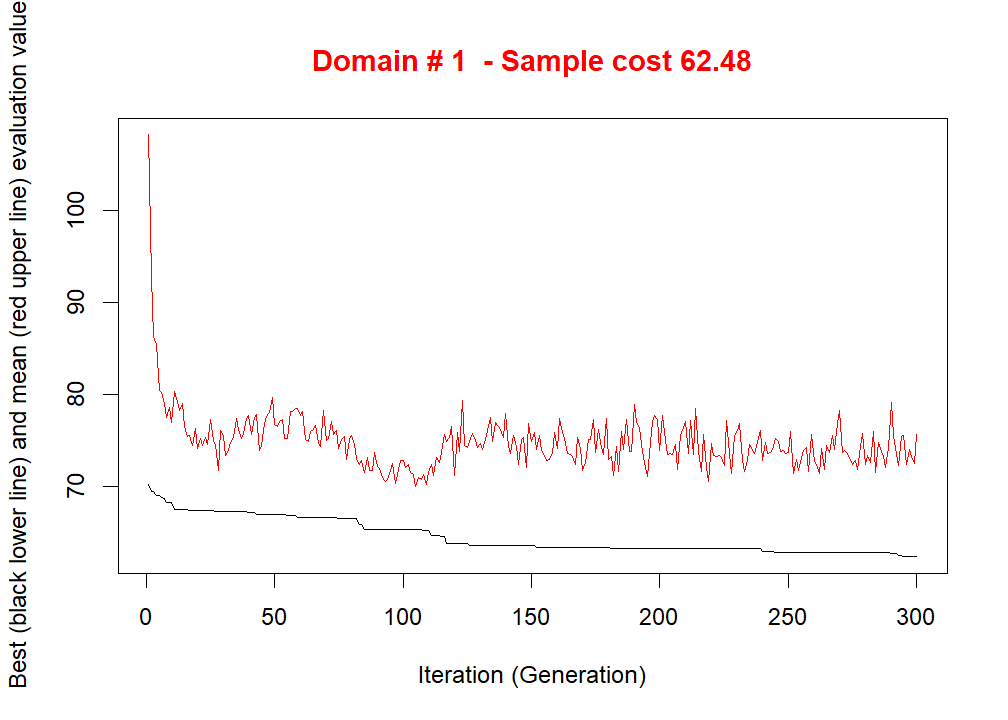 Domain # 1  - Sample cost 62.48
Best (black lower line) and mean (red upper line) evaluation value
100
90
80
70
0 50 100 150 200 250 300
Iteration (Generation)